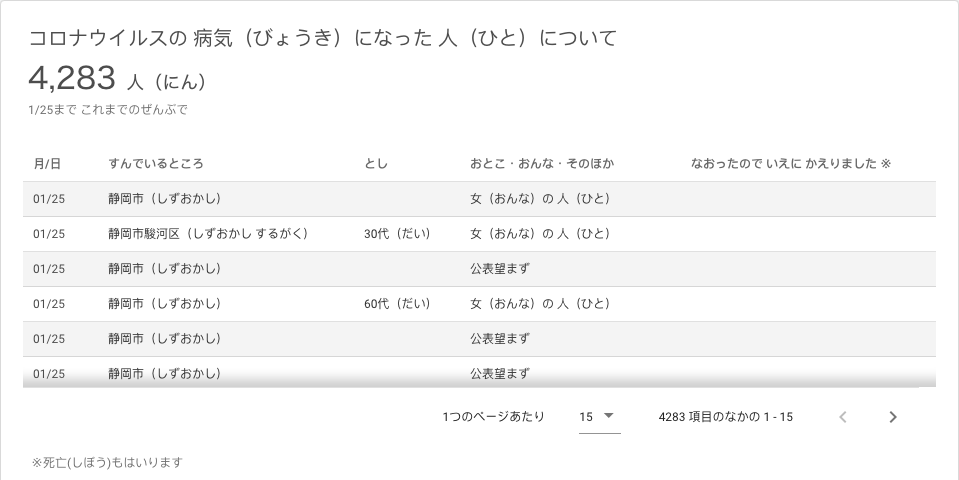 コロナウイルスの 病気（びょうき）になった 人（ひと）について
4,283 人（にん）
1/25まで これまでのぜんぶで
月/日 すんでいるところ とし おとこ・おんな・そのほか なおったので いえに かえりました ※
01/25 静岡市（しずおかし） 女（おんな）の 人（ひと）
01/25 静岡市駿河区（しずおかし するがく） 30代（だい） 女（おんな）の 人（ひと）
01/25 静岡市（しずおかし） 公表望まず
01/25 静岡市（しずおかし） 60代（だい） 女（おんな）の 人（ひと）
01/25 静岡市（しずおかし） 公表望まず
01/25 静岡市（しずおかし） 公表望まず
1つのページあたり 15 4283 項目のなかの 1 - 15
※死亡(しぼう)もはいります